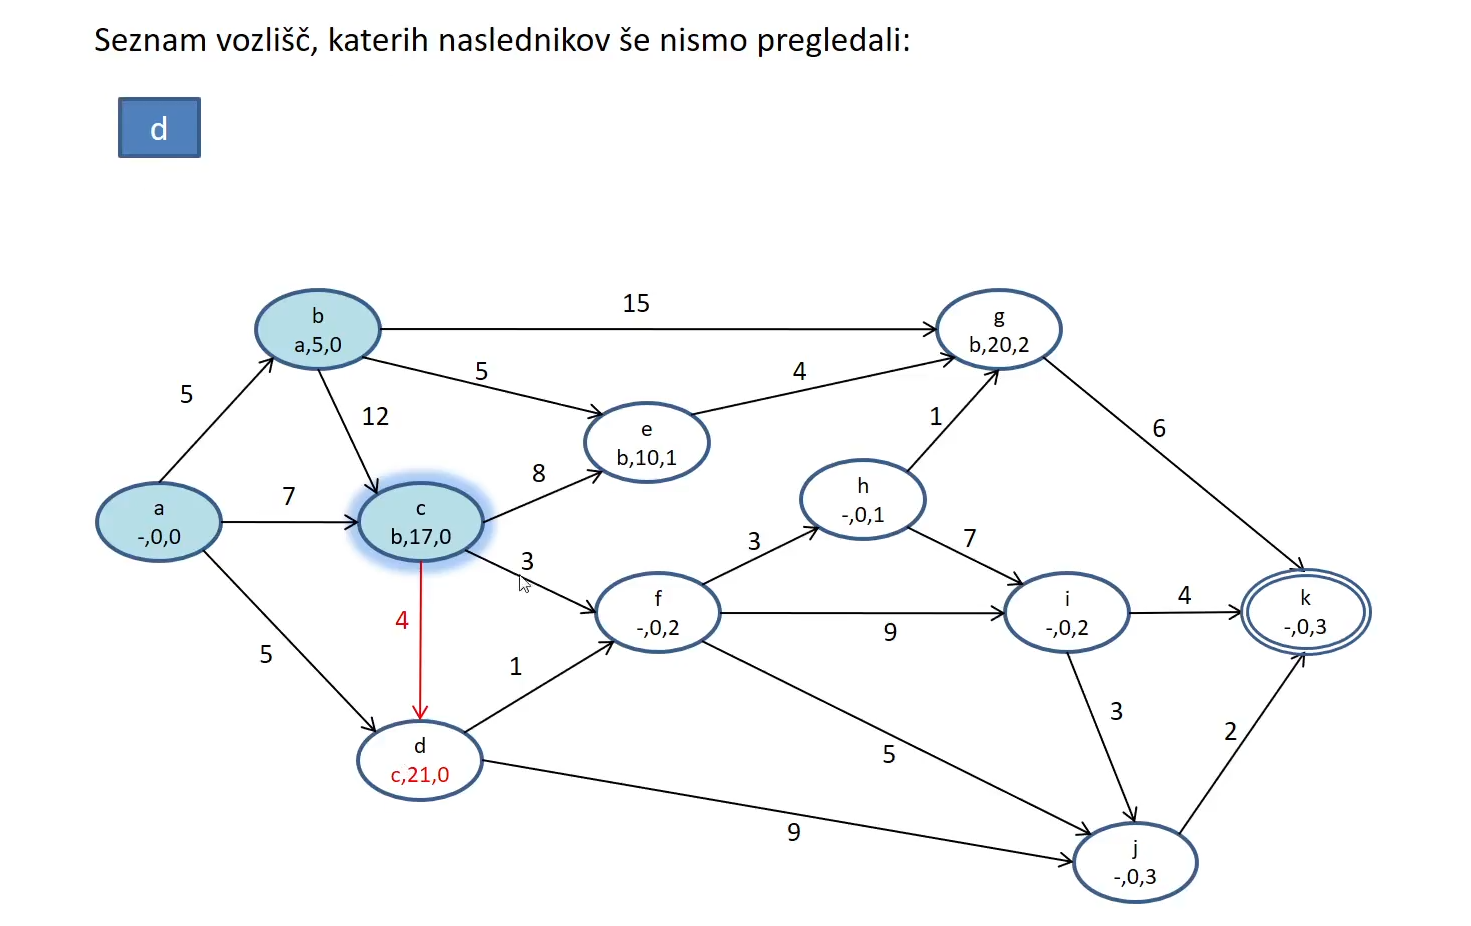 Seznam vozlišč, katerih naslednikov še nismo pregledali:
d
15
b
a,5,0
g
b,20,2
5
4
5
12
1
6
e
b,10,1
8
7
h
-,0,1
a
-,0,0
c
b,17,0
3
3
7
4
f
-,0,2
9
i
-,0,2
4
k
-,0,3
5
1
3
5
2
d
c,21,0
9
j
-,0,3